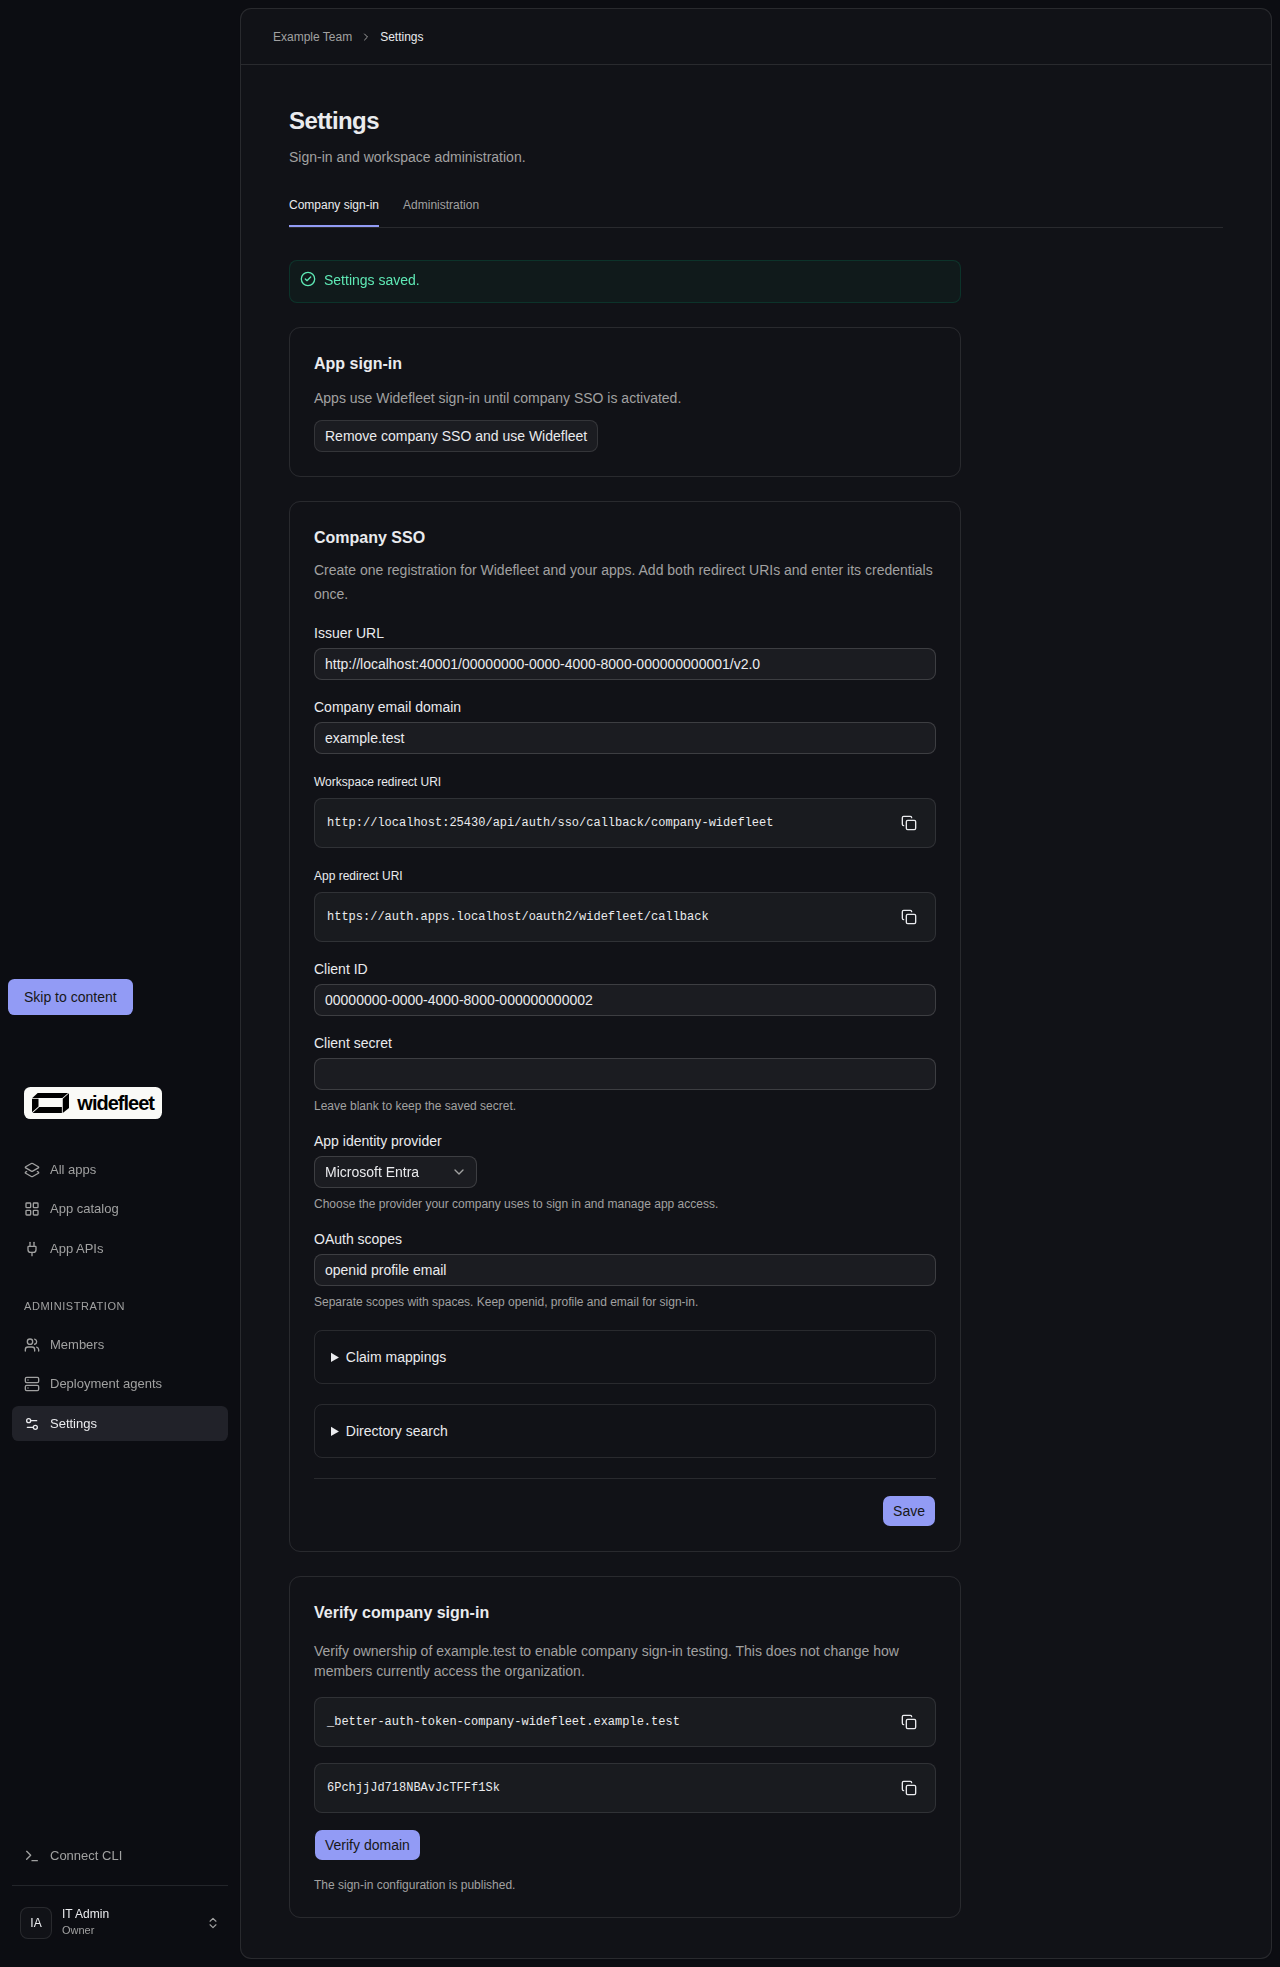 Example Team
Settings
Settings
Sign-in and workspace administration.
Company sign-in
Administration
Settings saved.
App sign-in
Apps use Widefleet sign-in until company SSO is activated.
Remove company SSO and use Widefleet
Company SSO
Create one registration for Widefleet and your apps. Add both redirect URIs and enter its credentials
once.
Issuer URL
http://localhost:40001/00000000-0000-4000-8000-000000000001/v2.0
Company email domain
example.test
Workspace redirect URI
http://localhost:25430/api/auth/sso/callback/company-widefleet
App redirect URI
https://auth.apps.localhost/oauth2/widefleet/callback
Client ID
00000000-0000-4000-8000-000000000002
Client secret
Leave blank to keep the saved secret.
App identity provider
Microsoft Entra
Choose the provider your company uses to sign in and manage app access.
OAuth scopes
openid profile email
Separate scopes with spaces. Keep openid, profile and email for sign-in.
Claim mappings
Directory search
Save
Verify company sign-in
Verify ownership of example.test to enable company sign-in testing. This does not change how
members currently access the organization.
_better-auth-token-company-widefleet.example.test
6PchjjJd718NBAvJcTFFf1Sk
Verify domain
The sign-in configuration is published.
Skip to content
widefleet
All apps
App catalog
App APIs
ADMINISTRATION
Members
Deployment agents
Settings
Connect CLI
IA
IT Admin
Owner